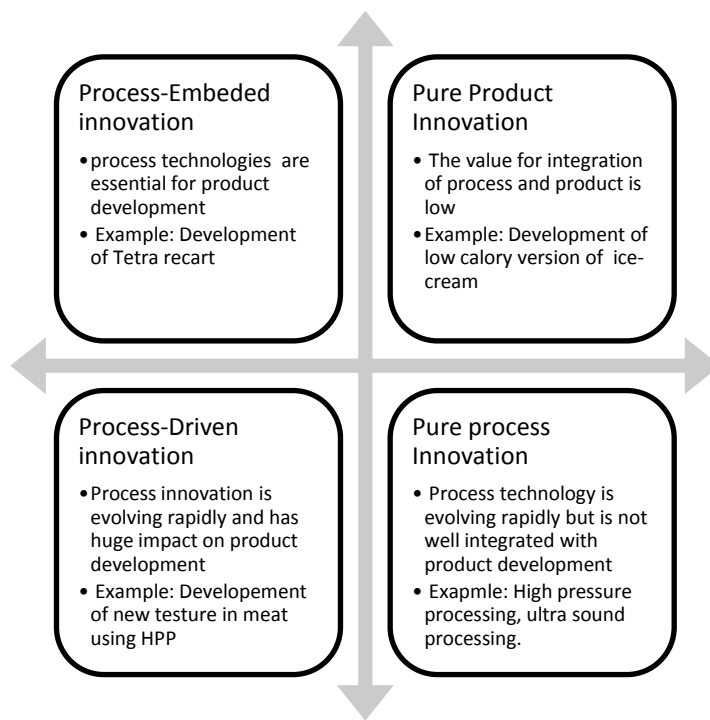 Process-Embeded
innovation
•process technologies are
essential for product
development
• Example: Development
of Tetra recart
Pure Product
Innovation
• The value for integration
of process and product is
low
•Example: Development of
low calory version of ice-
cream
Process-Driven
innovation
•Process innovation is
evolving rapidly and has
huge impact on product
development
• Example: Developement
of new testure in meat
using HPP
Pure process
Innovation
• Process technology is
evolving rapidly but is not
well integrated with
product development
• Exapmle: High pressure
processing, ultra sound
processing.